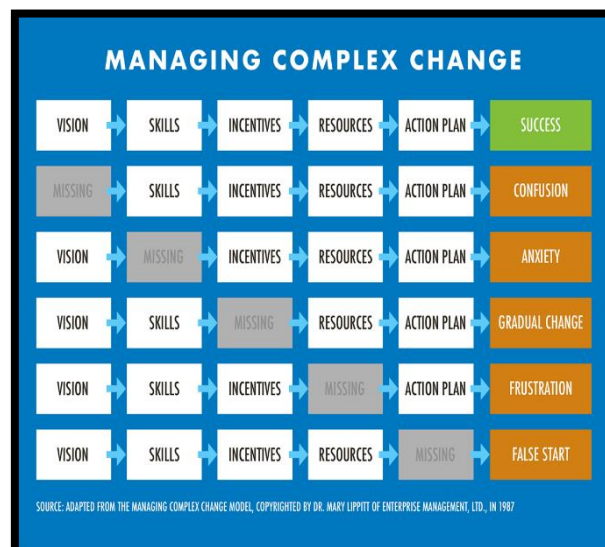 MANAGING COMPLEX CHANGE
VISION SKILLS INCENTIVES RESOURCES ACTION PLAN SUCCESS
MISSING SKILLS INCENTIVES RESOURCES ACTION PLAN CONFUSION
VISION MISSING INCENTIVES RESOURCES ACTION PLAN ANXIETY
VISION SKILLS MISSING RESOURCES ACTION PLAN GRADUAL CHANGE
VISION SKILLS INCENTIVES MISSING ACTION PLAN FRUSTRATION
VISION SKILLS INCENTIVES RESOURCES MISSING FALSE START
SOURCE: ADAPTED FROM THE MANAGING COMPLEX CHANGE MODEL, COPYRIGHTED BY DR. MARY LIPPITT OF ENTERPRISE MANAGEMENT, LTD., IN 1987